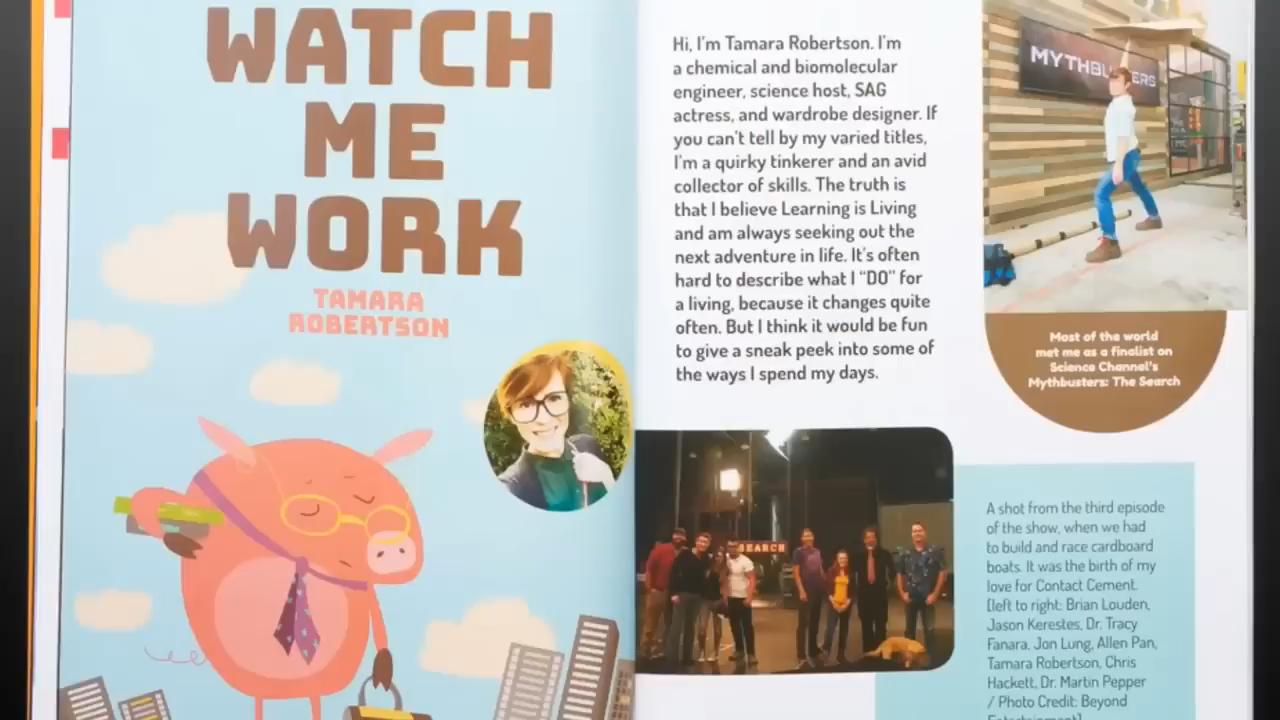 WATCH
ME
WORK
TAMARA
ROBERTSON
Hi, I'm Tamara Robertson. I'm
a chemical and biomolecular
engineer, science host, SAG
actress, and wardrobe designer. If
you can't tell by my varied titles,
I'm a quirky tinkerer and an avid
collector of skills. The truth is
that I believe Learning is Living
and am always seeking out the
next adventure in life. It's often
hard to describe what I "DO" for
a living, because it changes quite
often. But I think it would be fun
to give a sneak peek into some of
the ways I spend my days.
MYTHBUSTERS
Most of the world
met me as a finalist on
Science Channel's
Mythbusters: The Search
SEARCH
A shot from the third episode
of the show, when we had
to build and race cardboard
boats. It was the birth of my
love for Contact Cement.
[left to right: Brian Louden,
Jason Kerestes, Dr. Tracy
Fanara, Jon Lung, Allen Pan,
Tamara Robertson, Chris
Hackett, Dr. Martin Pepper
/ Photo Credit: Beyond
Entertainment]